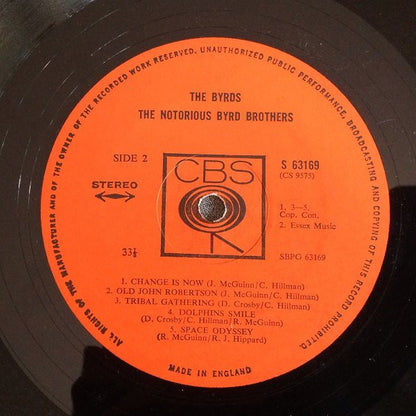 ALL RIGHTS OF THE MANUFACTURER AND OF THE OWNER OF THE RECORDED WORK RESERVED. UNAUTHORIZED PUBLIC PERFORMANCE, BROADCASTING AND COPYING OF THIS RECORD PROHIBITED.
THE BYRDS
THE NOTORIOUS BYRD BROTHERS
SIDE 2
CBS
S 63169
(CS 9575)
STEREO
1, 3—5.
Cop. Con.
2. Essex Music
33⅓
SBPG 63169
1. CHANGE IS NOW (J. McGuinn/C. Hillman)
2. OLD JOHN ROBERTSON (J. McGuinn/C. Hillman)
3. TRIBAL GATHERING (D. Crosby/C. Hillman)
4. DOLPHINS SMILE
(D. Crosby/C. Hillman/R. McGuinn)
5. SPACE ODYSSEY
(R. McGuinn/R. J. Hippard)
MADE IN ENGLAND